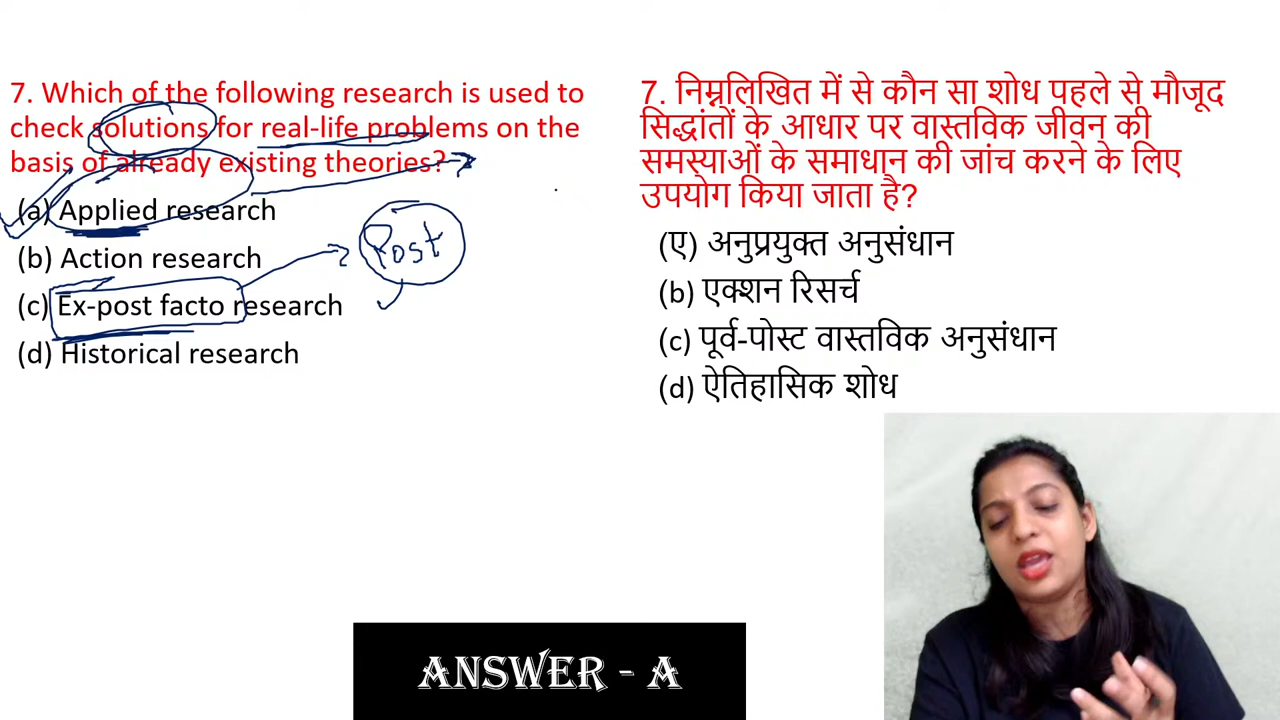 7. Which of the following research is used to
check solutions for real-life problems on the
basis of already existing theories?
(a) Applied research
(b) Action research
(c) Ex-post facto research
(d) Historical research
Post
7. निम्नलिखित में से कौन सा शोध पहले से मौजूद
सिद्धांतों के आधार पर वास्तविक जीवन की
समस्याओं के समाधान की जांच करने के लिए
उपयोग किया जाता है?
(ए) अनुप्रयुक्त अनुसंधान
(b) एक्शन रिसर्च
(c) पूर्व-पोस्ट वास्तविक अनुसंधान
(d) ऐतिहासिक शोध
ANSWER - A